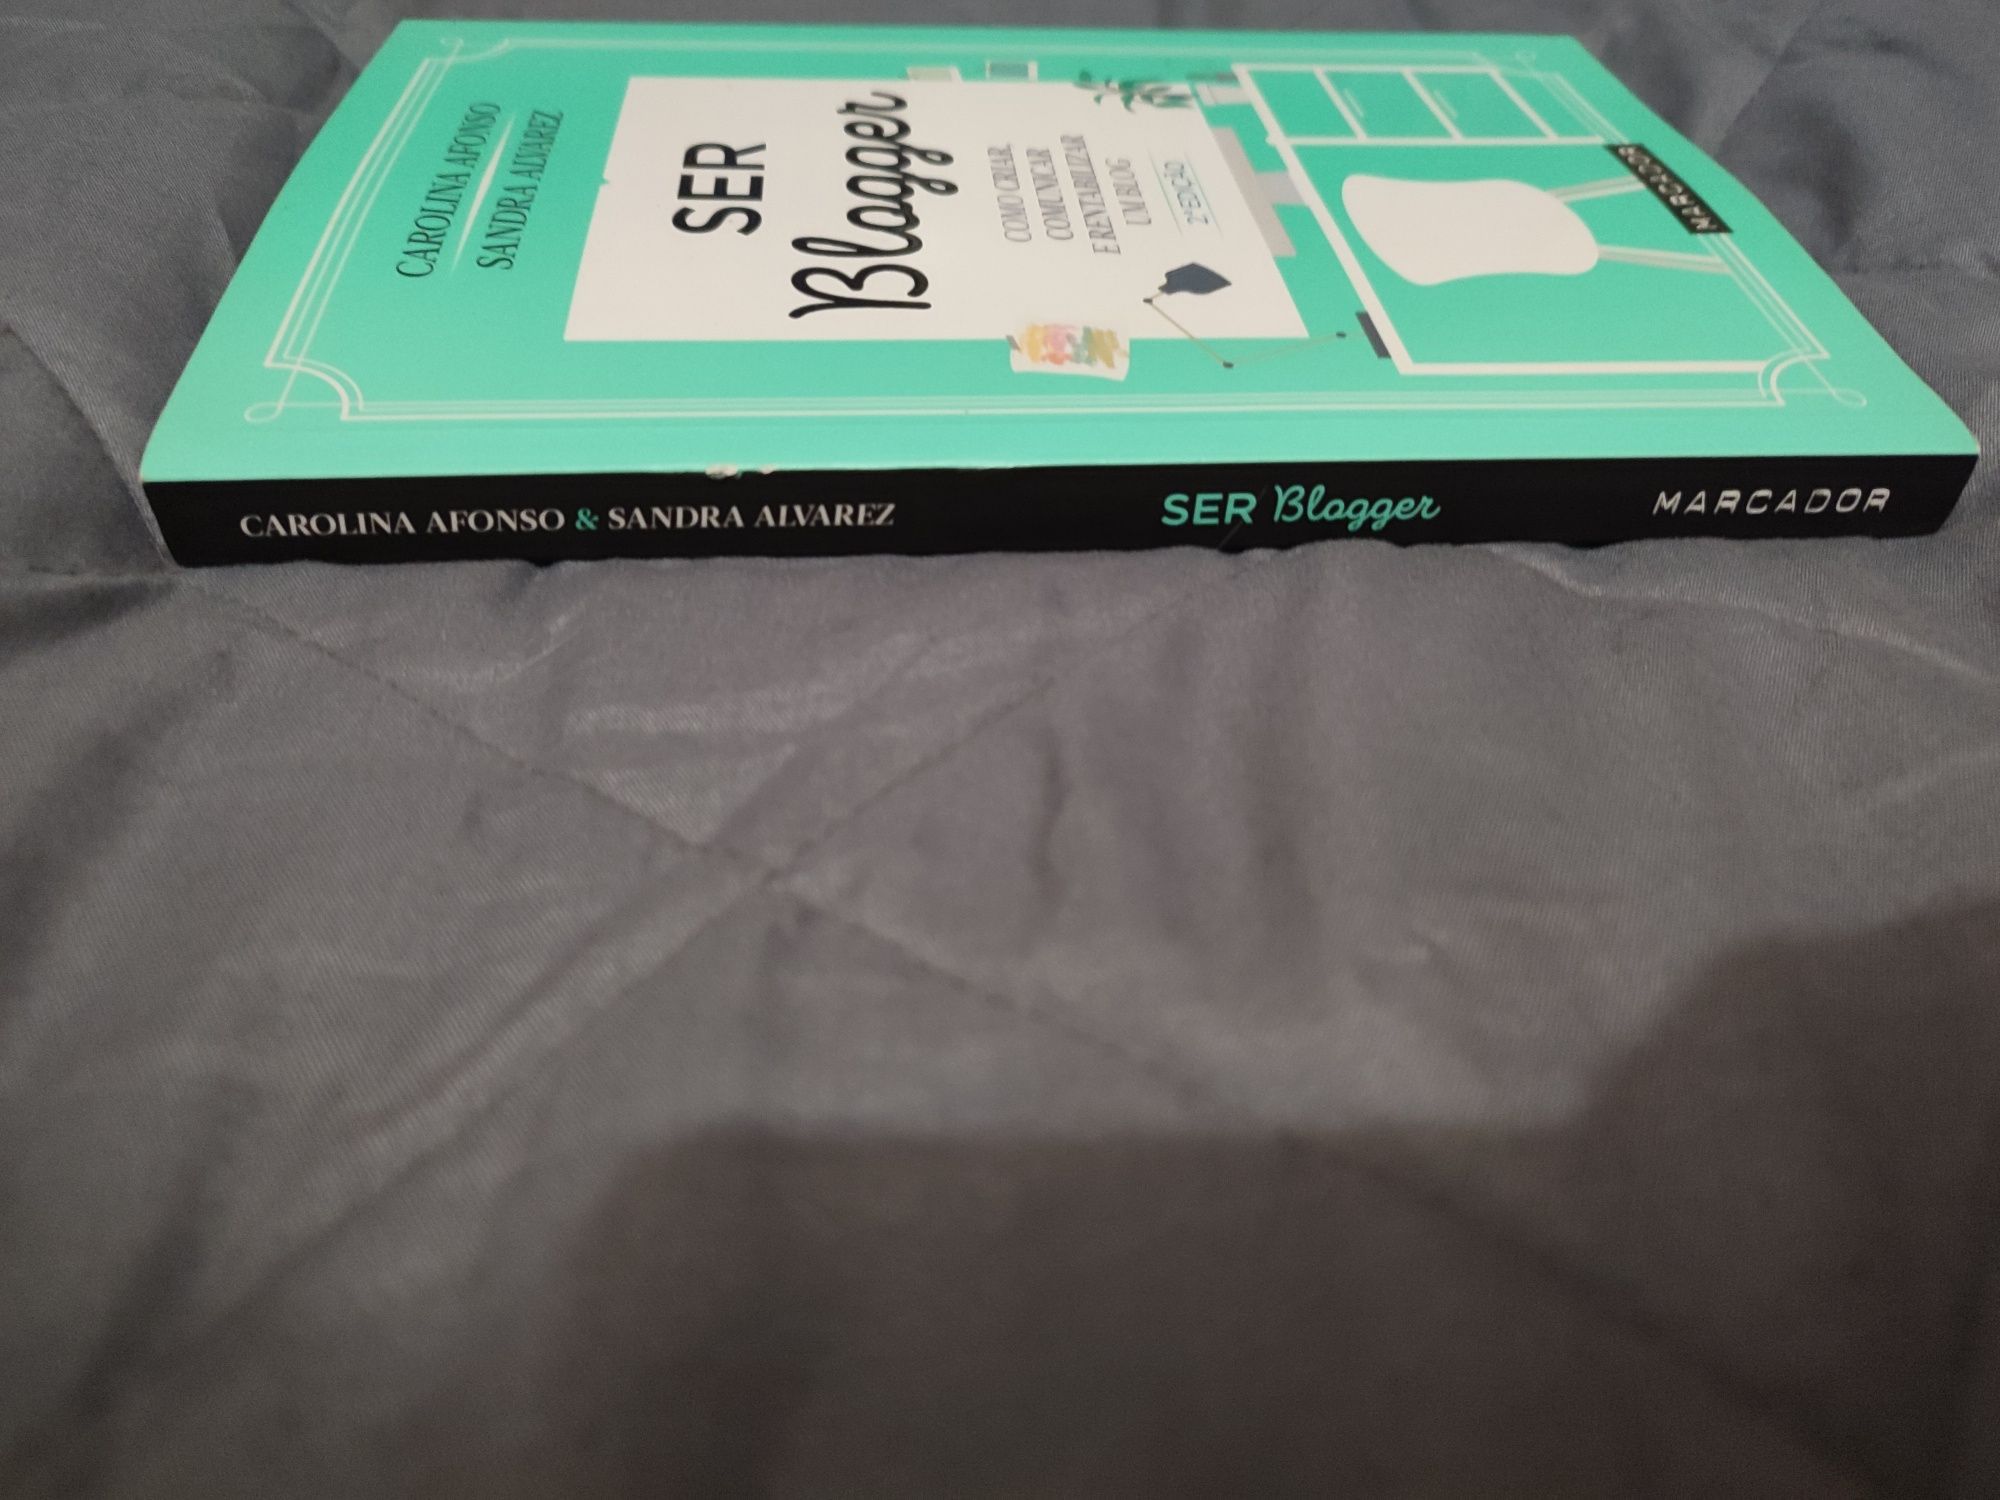 CAROLINA AFONSO
SANDRA ALVAREZ
SER
Blogger
COMO CRIAR,
COMUNICAR
E RENTABILIZAR
UM BLOG
2ª EDIÇÃO
MARCADOR
CAROLINA AFONSO & SANDRA ALVAREZ SER Blogger MARCADOR